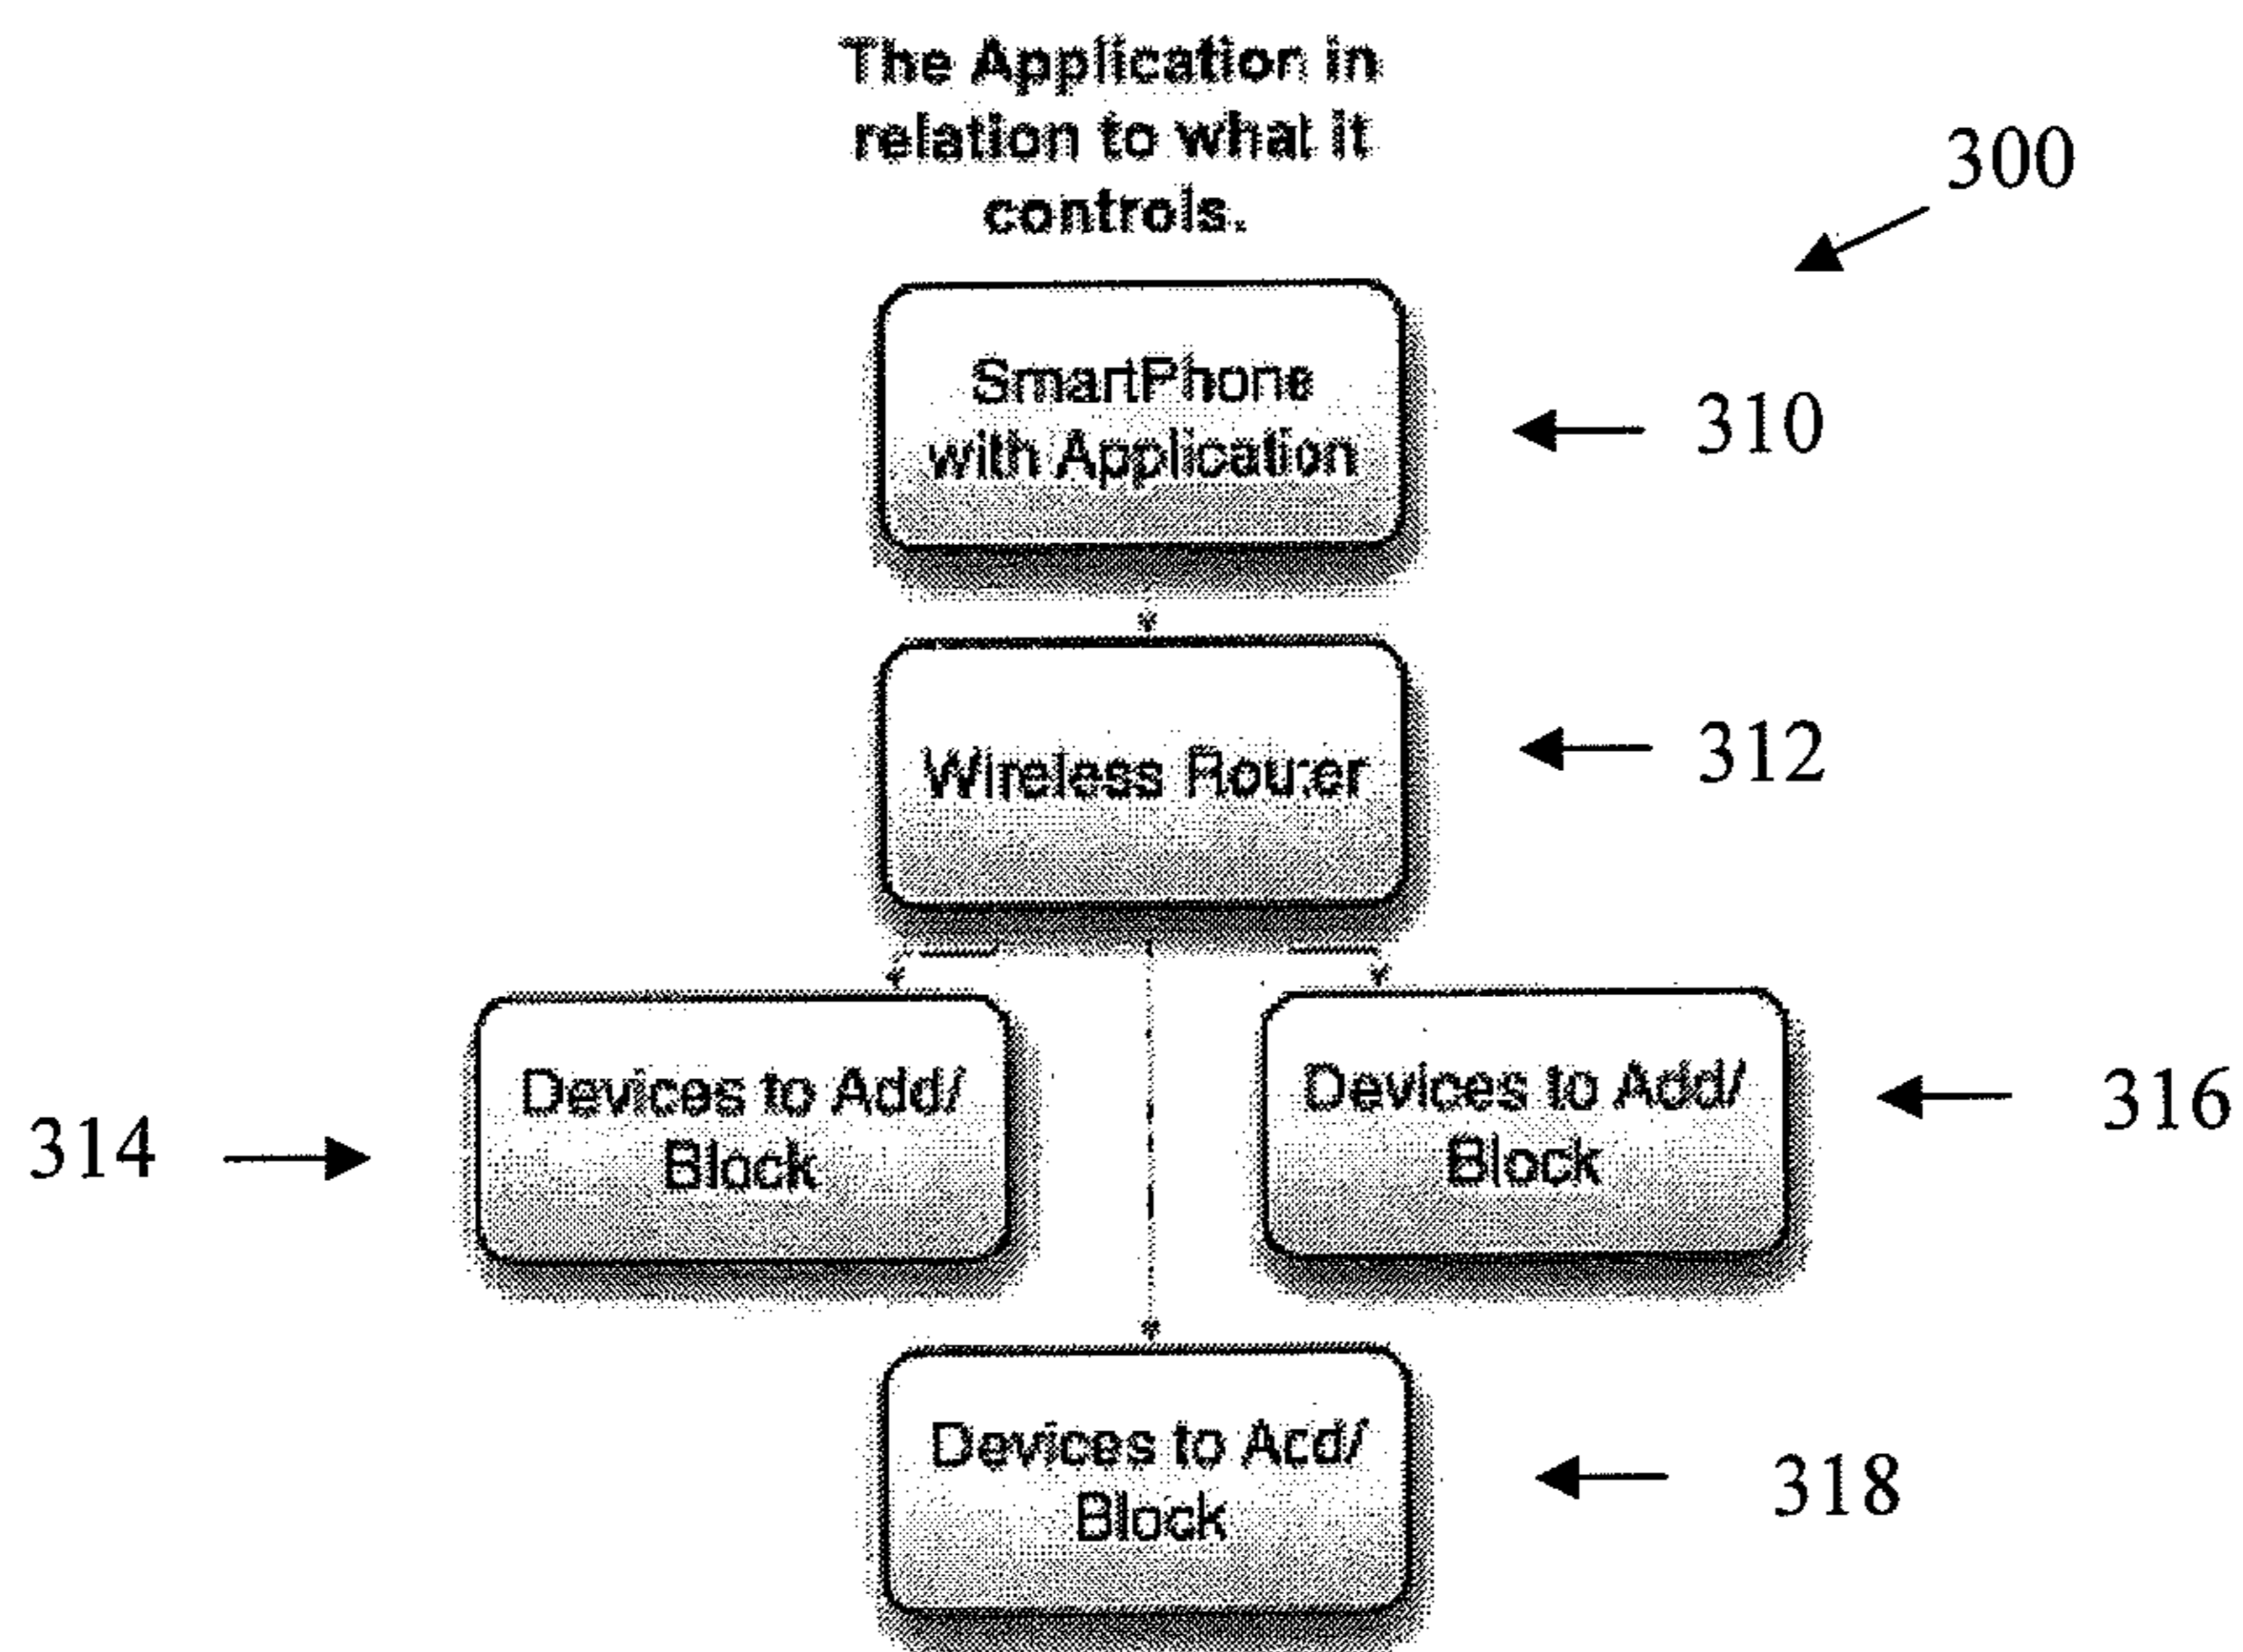 The Application in
relation to what it
controls.
300
SmartPhone
with Application
310
Wireless Router
312
Devices to Add/
Block
314
Devices to Add/
Block
316
Devices to Add/
Block
318